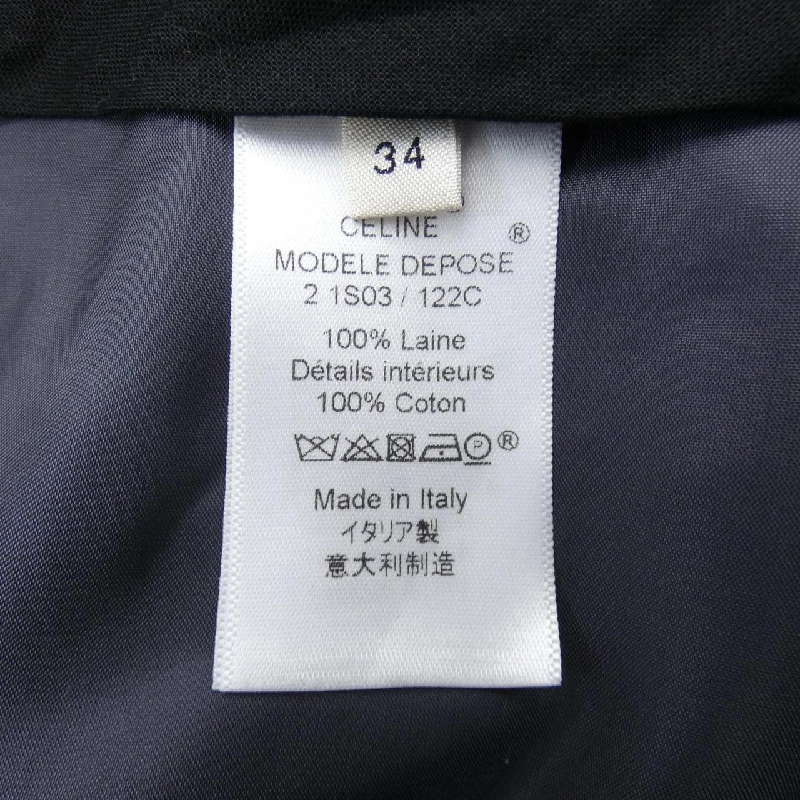 34
CELINE ®
MODELE DEPOSE
2 1S03 / 122C
100% Laine
Détails intérieurs
100% Coton
P ®
Made in Italy
イタリア製
意大利制造